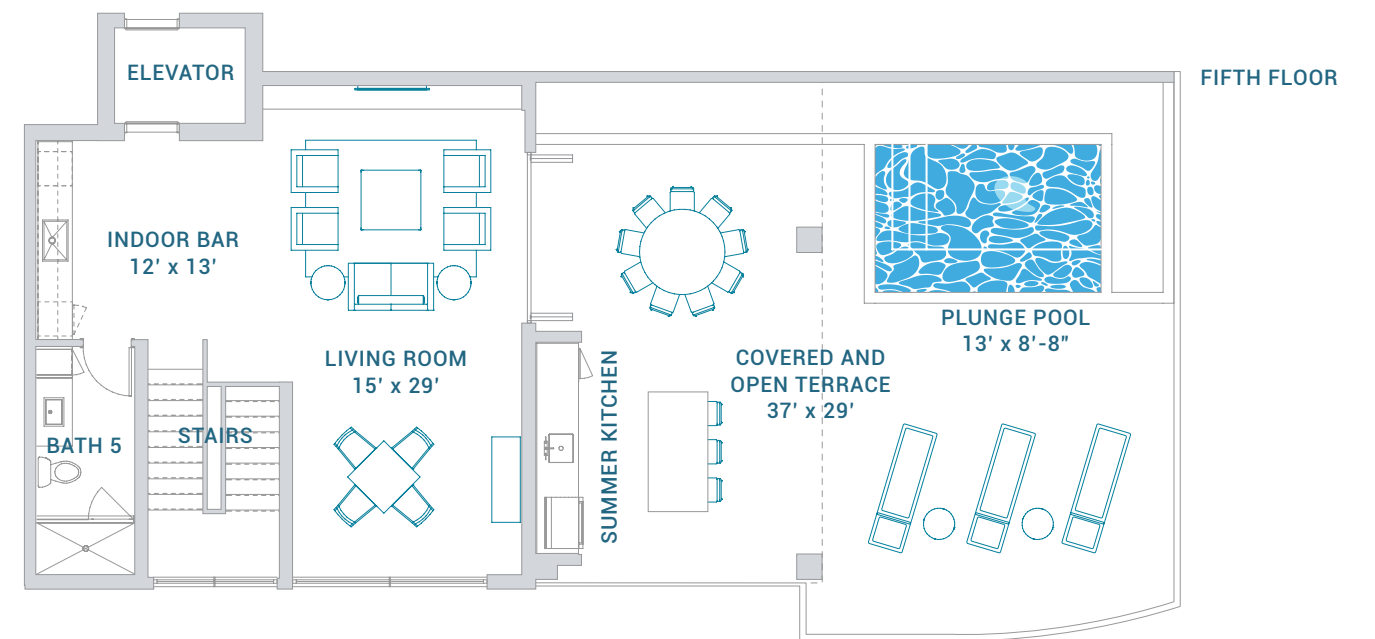 ELEVATOR
FIFTH FLOOR
INDOOR BAR
12' x 13'
LIVING ROOM
15' x 29'
BATH 5
STAIRS
SUMMER KITCHEN
COVERED AND
OPEN TERRACE
37' x 29'
PLUNGE POOL
13' x 8'-8"